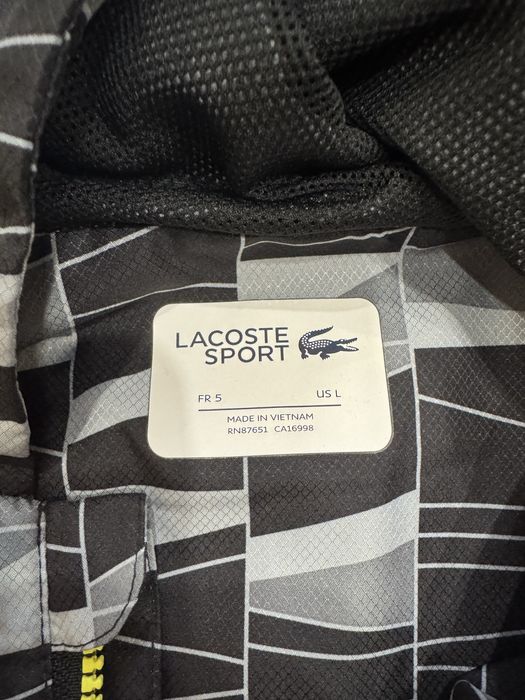 LACOSTE
SPORT
FR 5 US L
MADE IN VIETNAM
RN87651 CA16998